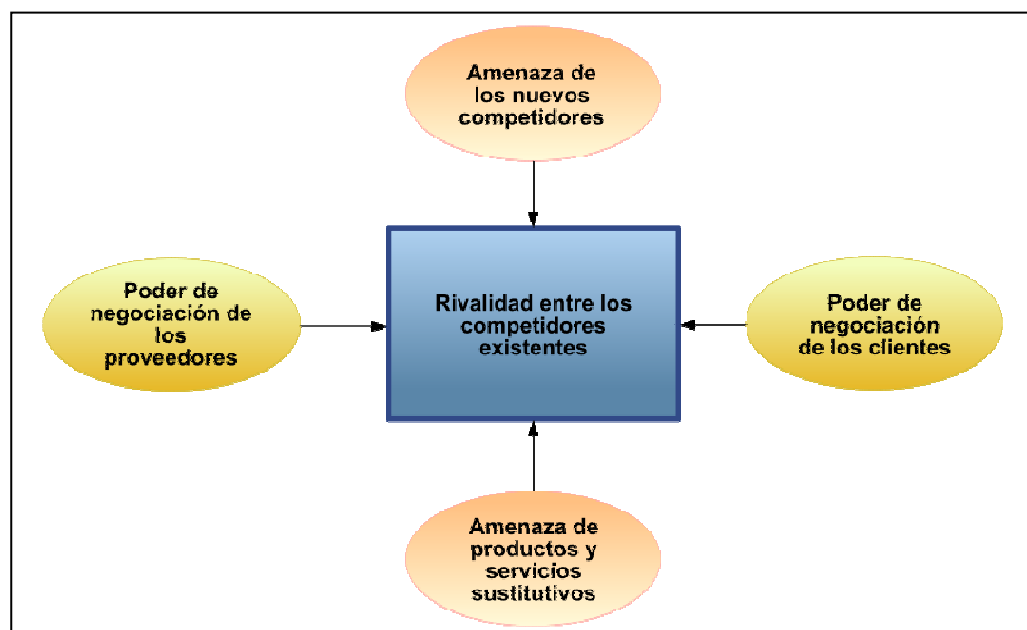 Amenaza de
los nuevos
competidores
Poder de
negociación de
los
proveedores
Rivalidad entre los
competidores
existentes
Poder de
negociación
de los clientes
Amenaza de
productos y
servicios
sustitutivos